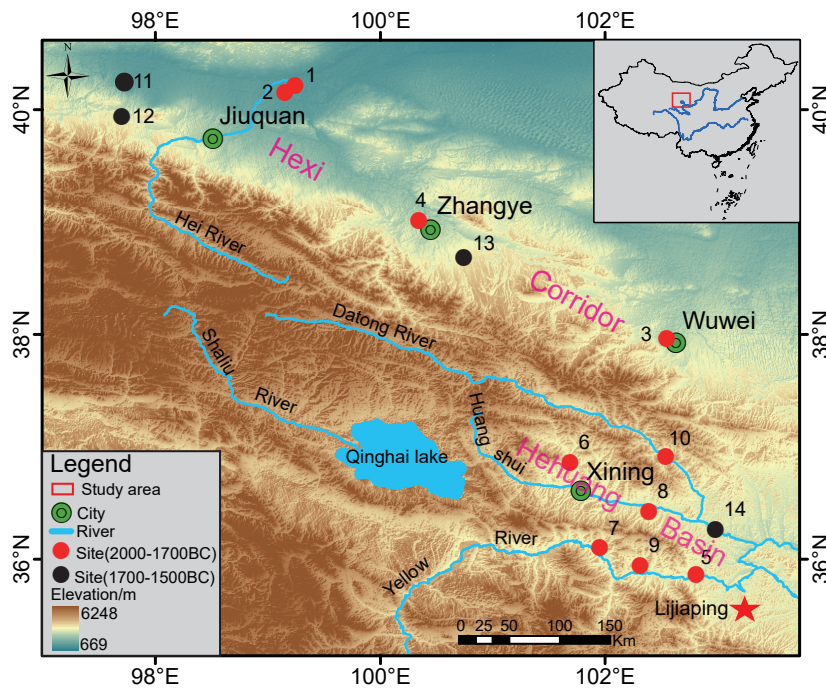 98°E 100°E 102°E
N
11
1
2
12
40°N 40°N
Jiuquan
Hexi
4
Zhangye
Hei River
13
Corridor
Datong River
Wuwei
3
38°N 38°N
Shaliu
River
Huang
shui
6
10
Hehuang
Xining
Qinghai lake
8
14
Basin
36°N 36°N
River
7
9
5
Yellow
Lijiaping
Legend
Study area
City
River
Site(2000-1700BC)
Site(1700-1500BC)
Elevation/m
6248
669
0 25 50 100 150
Km
98°E 100°E 102°E